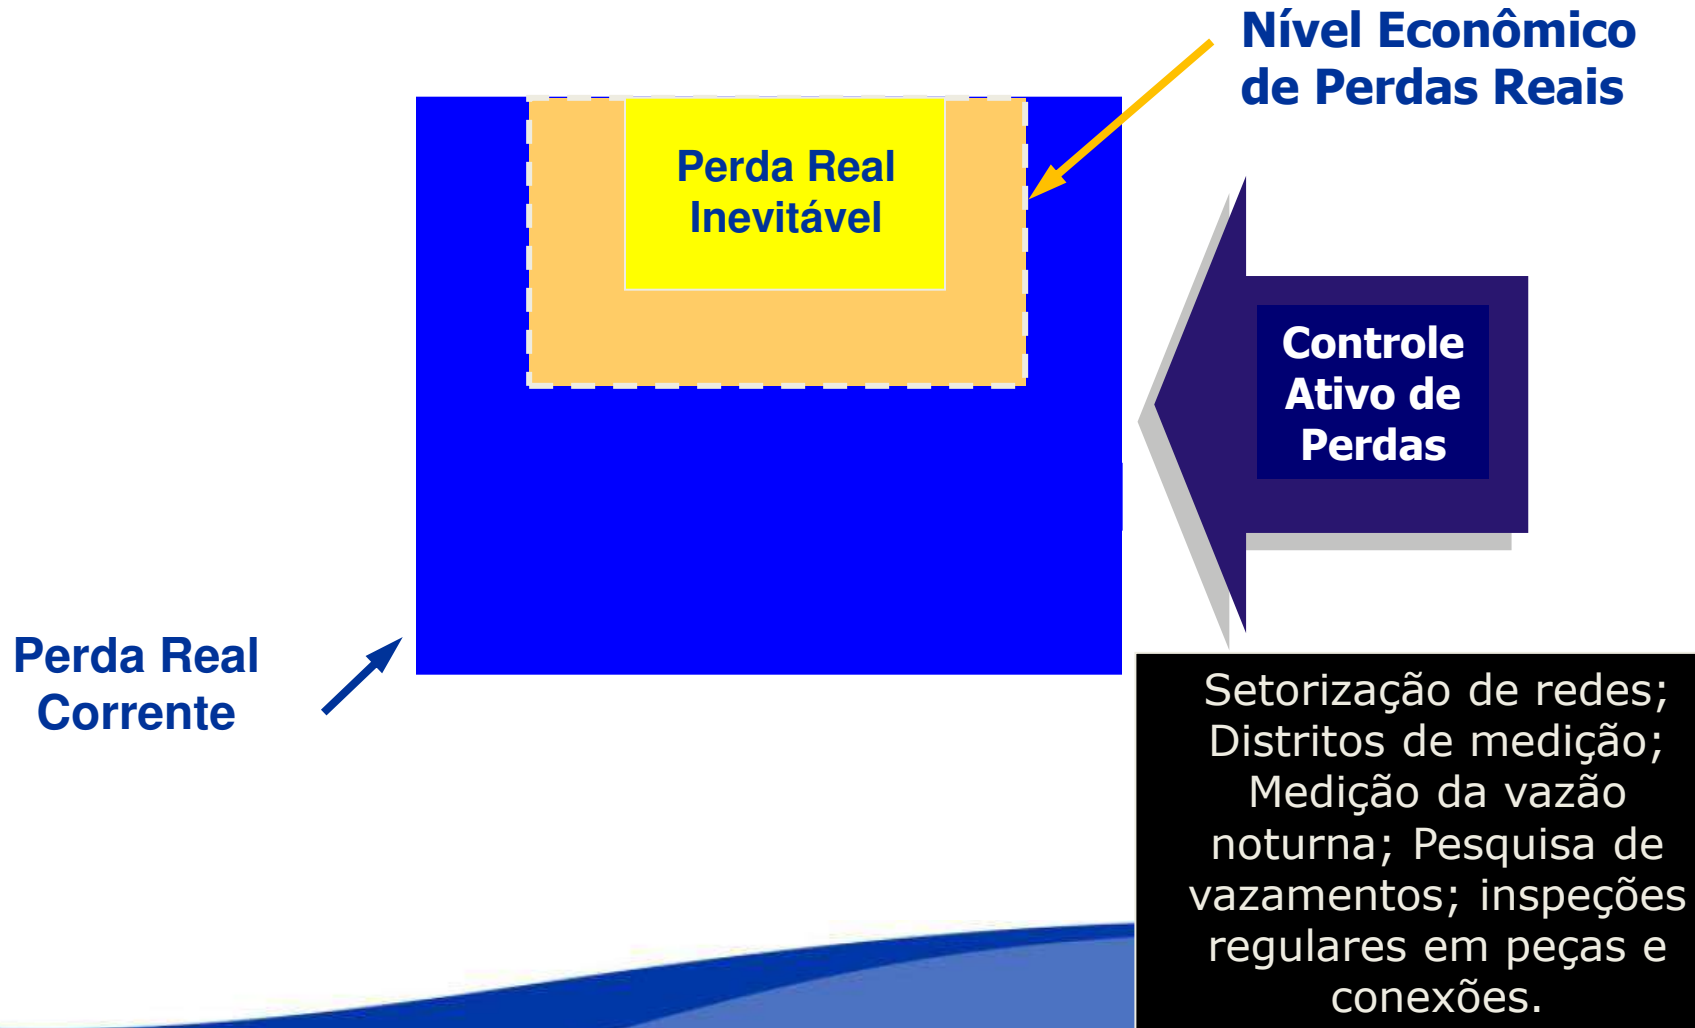 Nível Econômico
de Perdas Reais
Perda Real
Inevitável
Controle
Ativo de
Perdas
Perda Real
Corrente
Setorização de redes;
Distritos de medição;
Medição da vazão
noturna; Pesquisa de
vazamentos; inspeções
regulares em peças e
conexões.